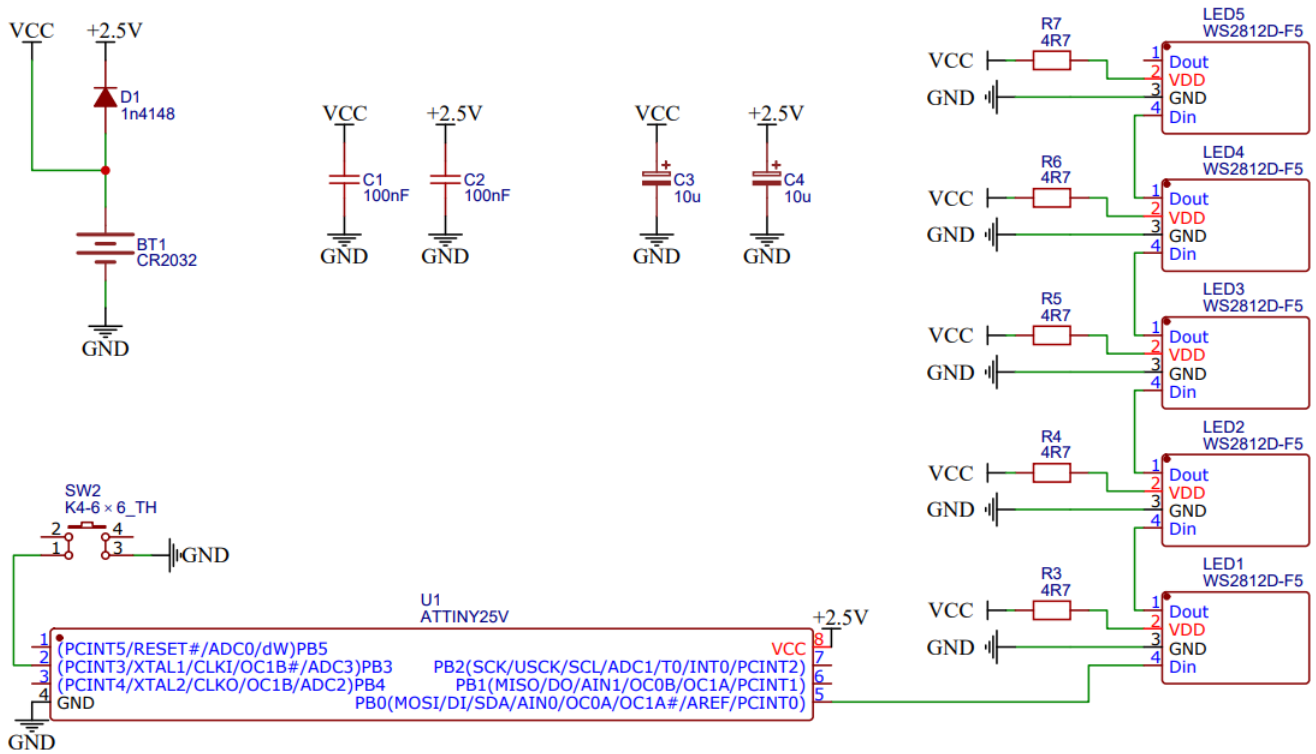 VCC
+2.5V
D1
1n4148
BT1
CR2032
GND
VCC
C1
100nF
GND
+2.5V
C2
100nF
GND
VCC
+
C3
10u
GND
+2.5V
+
C4
10u
GND
SW2
K4-6×6_TH
2
4
1
3
GND
U1
ATTINY25V
1
(PCINT5/RESET#/ADC0/dW)PB5
2
(PCINT3/XTAL1/CLKI/OC1B#/ADC3)PB3
3
(PCINT4/XTAL2/CLKO/OC1B/ADC2)PB4
4
GND
GND
+2.5V
VCC
8
PB2(SCK/USCK/SCL/ADC1/T0/INT0/PCINT2)
7
PB1(MISO/DO/AIN1/OC0B/OC1A/PCINT1)
6
PB0(MOSI/DI/SDA/AIN0/OC0A/OC1A#/AREF/PCINT0)
5
LED5
WS2812D-F5
R7
4R7
VCC
GND
1
Dout
2
VDD
3
GND
4
Din
LED4
WS2812D-F5
R6
4R7
VCC
GND
1
Dout
2
VDD
3
GND
4
Din
LED3
WS2812D-F5
R5
4R7
VCC
GND
1
Dout
2
VDD
3
GND
4
Din
LED2
WS2812D-F5
R4
4R7
VCC
GND
1
Dout
2
VDD
3
GND
4
Din
LED1
WS2812D-F5
R3
4R7
VCC
GND
1
Dout
2
VDD
3
GND
4
Din